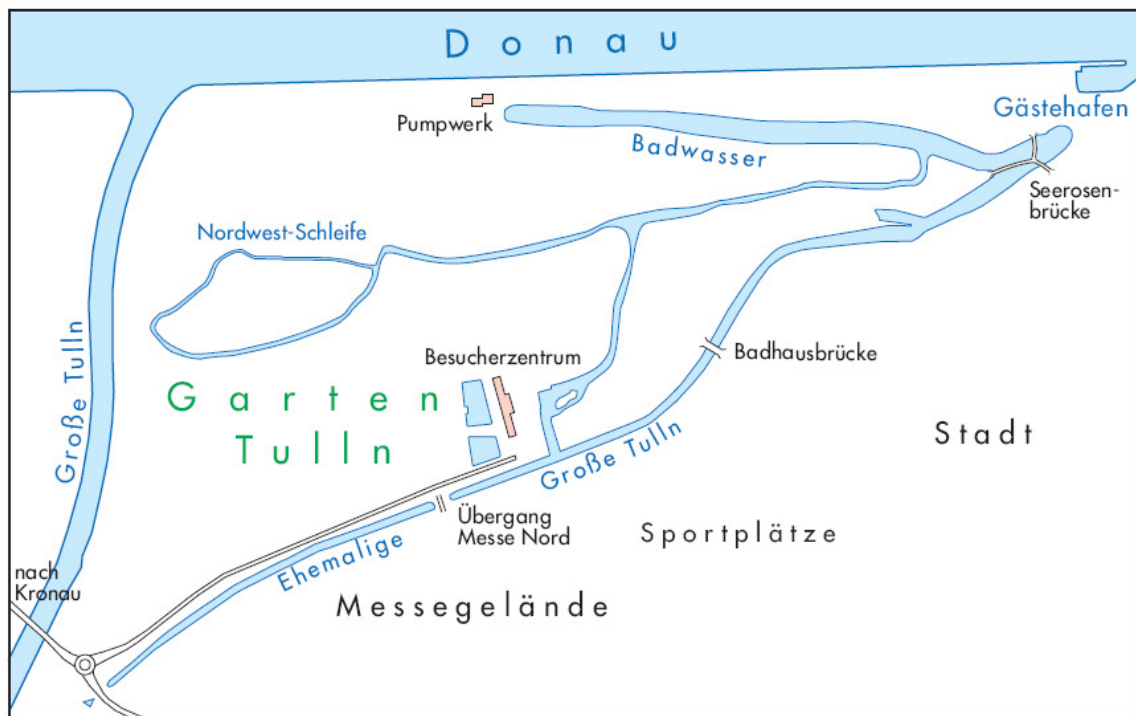 Donau
Pumpwerk
Gästehafen
Badwasser
Seerosen-
brücke
Nordwest-Schleife
Große Tulln
Besucherzentrum
Badhausbrücke
Garten
Tulln
Stadt
Große Tulln
Übergang
Messe Nord
Sportplätze
Ehemalige
nach
Kronau
Messegelände